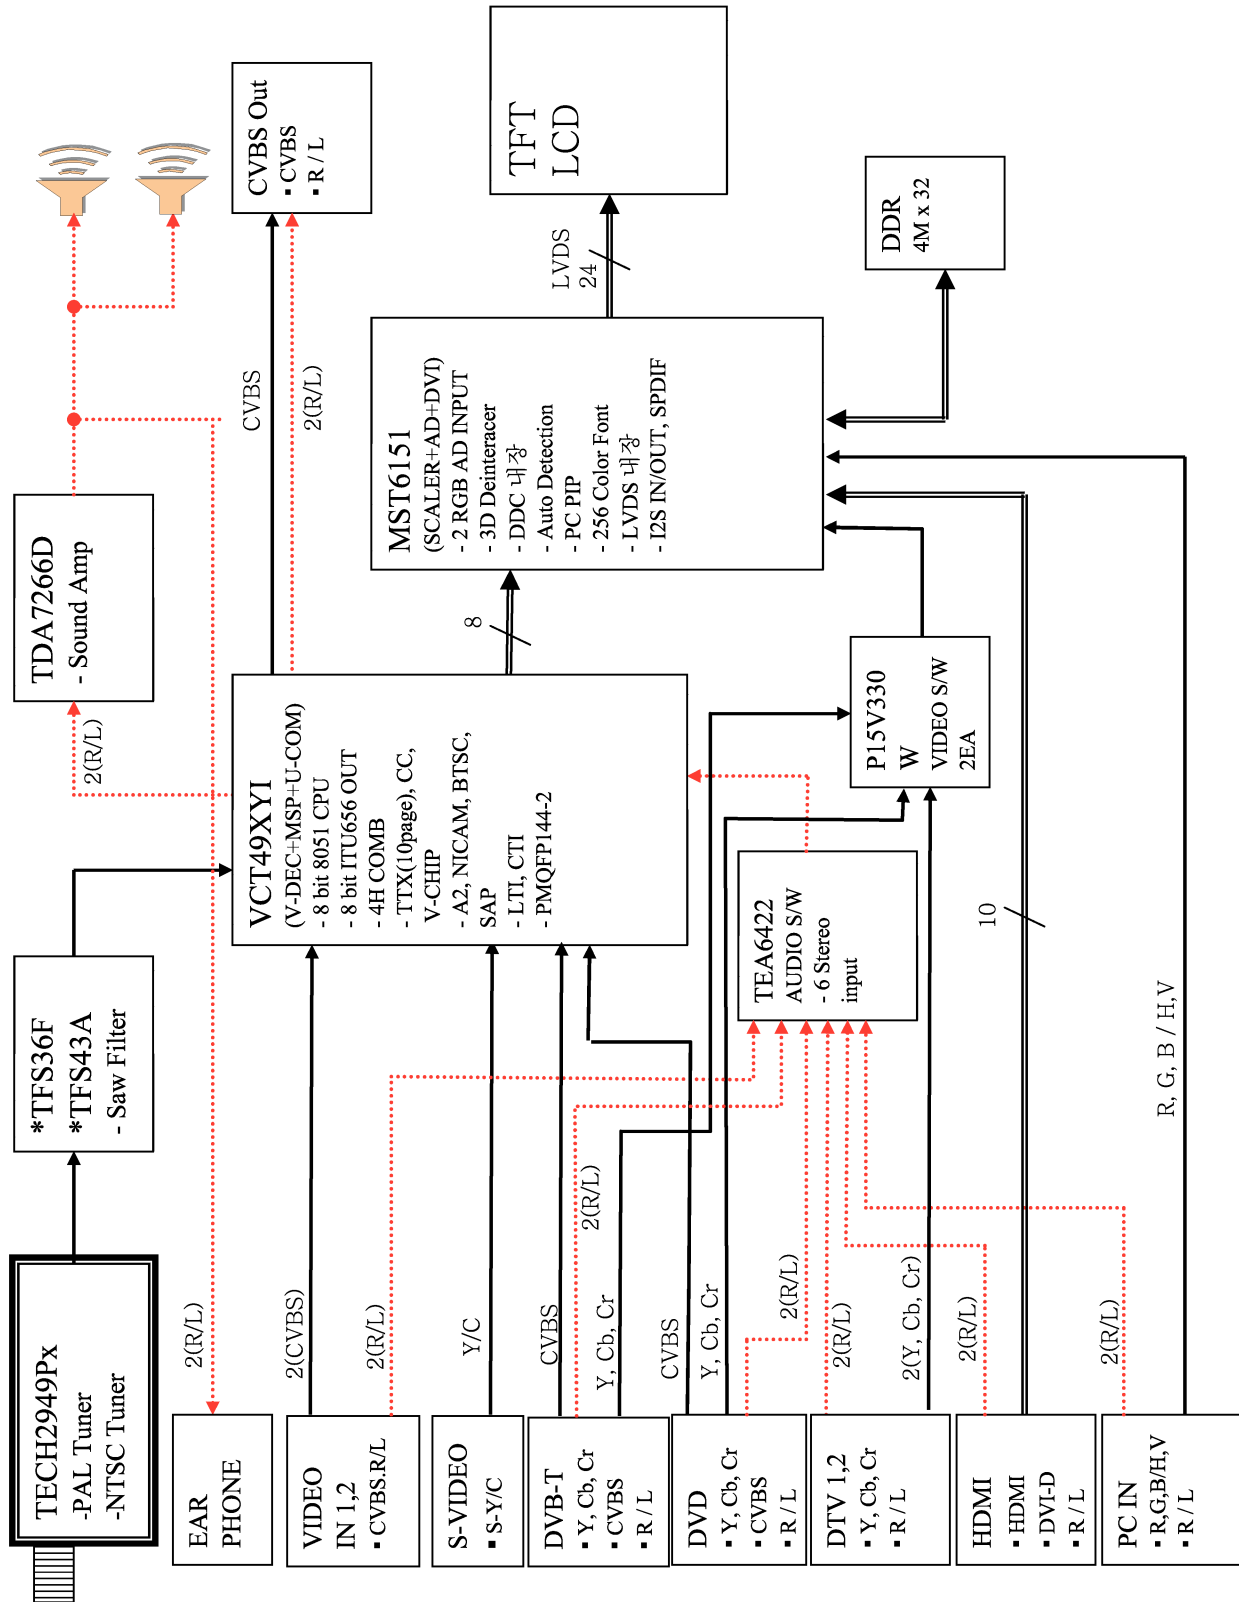 TECH2949Px
-PAL Tuner
-NTSC Tuner
*TFS36F
*TFS43A
- Saw Filter
TDA7266D
- Sound Amp
2(R/L)
EAR
PHONE
2(R/L)
VIDEO
IN 1,2
▪ CVBS.R/L
2(CVBS)
2(R/L)
S-VIDEO
▪ S-Y/C
Y/C
DVB-T
▪ Y, Cb, Cr
▪ CVBS
▪ R / L
CVBS
2(R/L)
Y, Cb, Cr
DVD
▪ Y, Cb, Cr
▪ CVBS
▪ R / L
CVBS
Y, Cb, Cr
2(R/L)
DTV 1,2
▪ Y, Cb, Cr
▪ R / L
2(R/L)
2(Y, Cb, Cr)
HDMI
▪ HDMI
▪ DVI-D
▪ R / L
2(R/L)
10
PC IN
▪ R,G,B/H,V
▪ R / L
2(R/L)
R, G, B / H,V
VCT49XYI
(V-DEC+MSP+U-COM)
- 8 bit 8051 CPU
- 8 bit ITU656 OUT
- 4H COMB
- TTX(10page), CC,
V-CHIP
- A2, NICAM, BTSC,
SAP
- LTI, CTI
- PMQFP144-2
TEA6422
AUDIO S/W
- 6 Stereo
input
P15V330
W
VIDEO S/W
2EA
8
CVBS
2(R/L)
CVBS Out
▪ CVBS
▪ R / L
MST6151
(SCALER+AD+DVI)
- 2 RGB AD INPUT
- 3D Deinteracer
- DDC 내장
- Auto Detection
- PC PIP
- 256 Color Font
- LVDS 내장
- I2S IN/OUT, SPDIF
LVDS
24
TFT
LCD
DDR
4M x 32